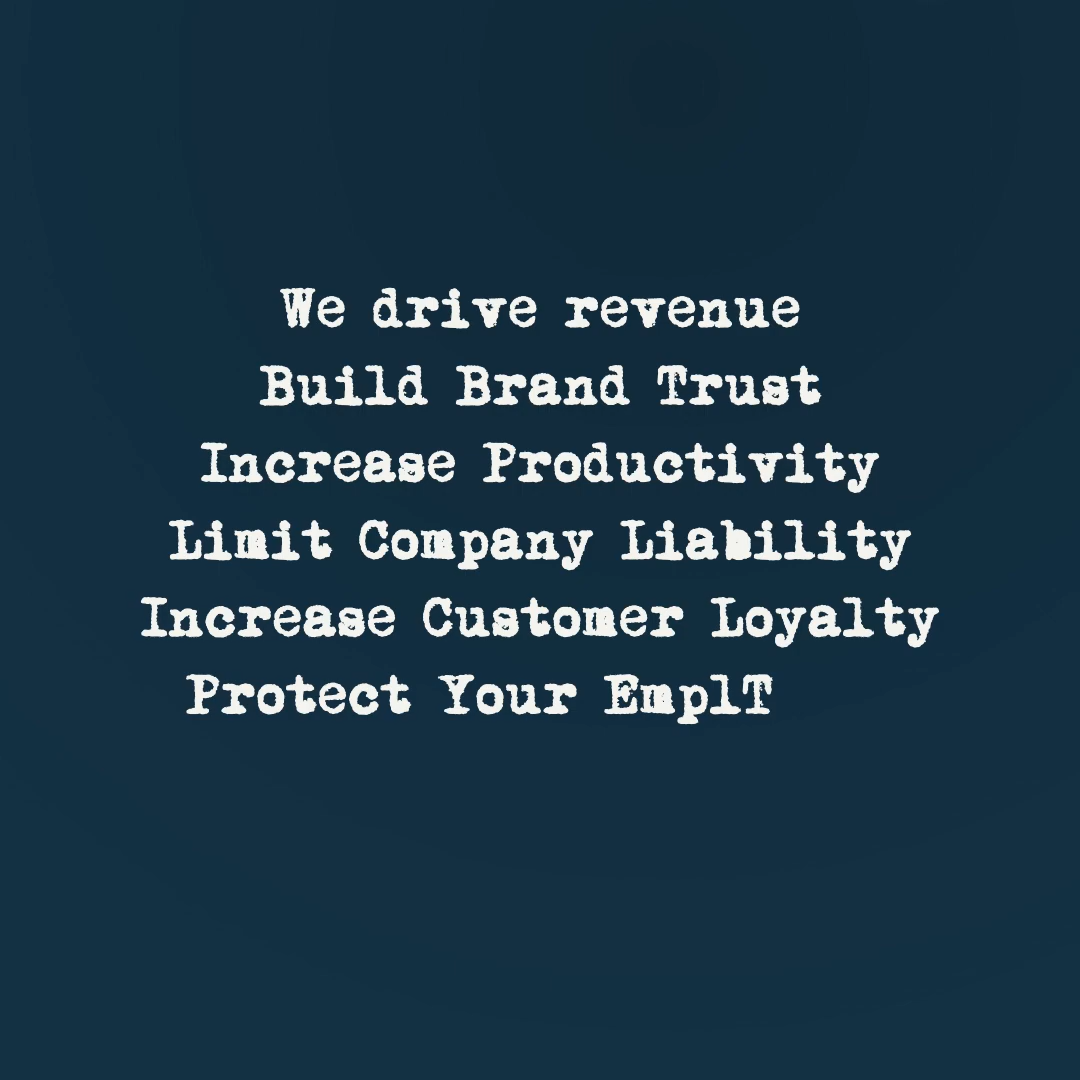 We drive revenue
Build Brand Trust
Increase Productivity
Limit Company Liability
Increase Customer Loyalty
Protect Your EmplT